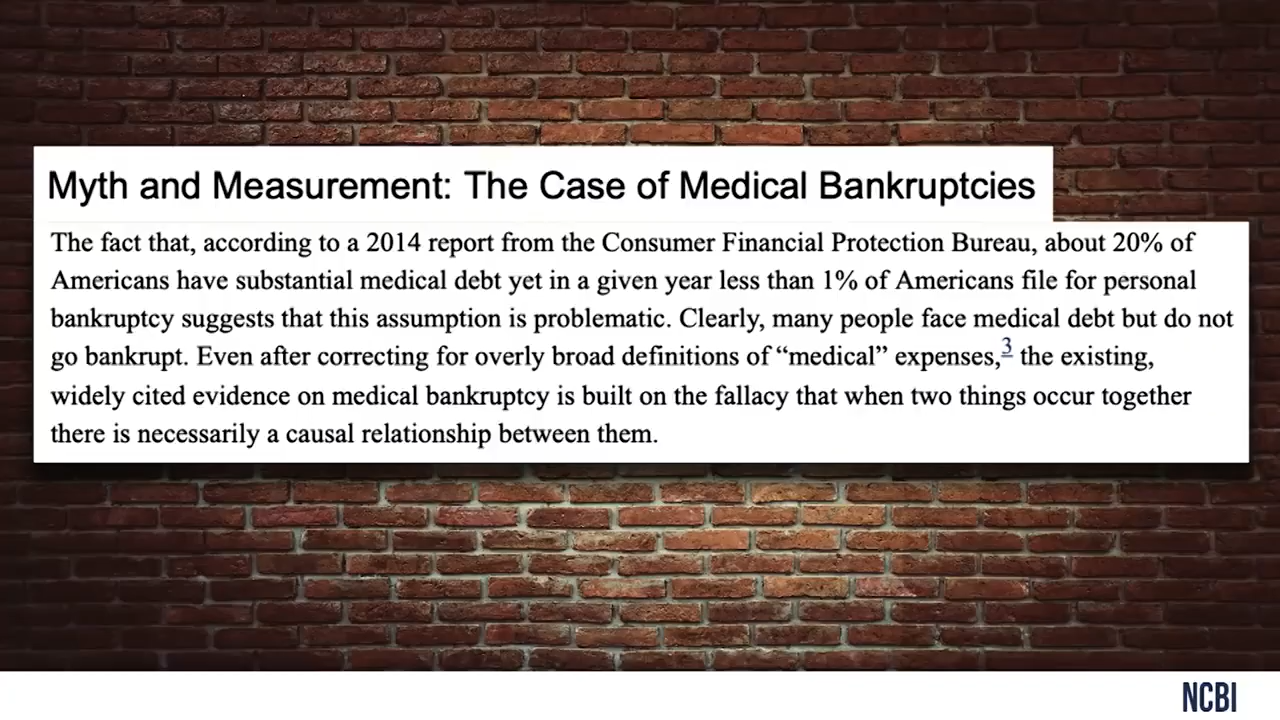 Myth and Measurement: The Case of Medical Bankruptcies
The fact that, according to a 2014 report from the Consumer Financial Protection Bureau, about 20% of
Americans have substantial medical debt yet in a given year less than 1% of Americans file for personal
bankruptcy suggests that this assumption is problematic. Clearly, many people face medical debt but do not
go bankrupt. Even after correcting for overly broad definitions of “medical” expenses,3 the existing,
widely cited evidence on medical bankruptcy is built on the fallacy that when two things occur together
there is necessarily a causal relationship between them.
NCBI